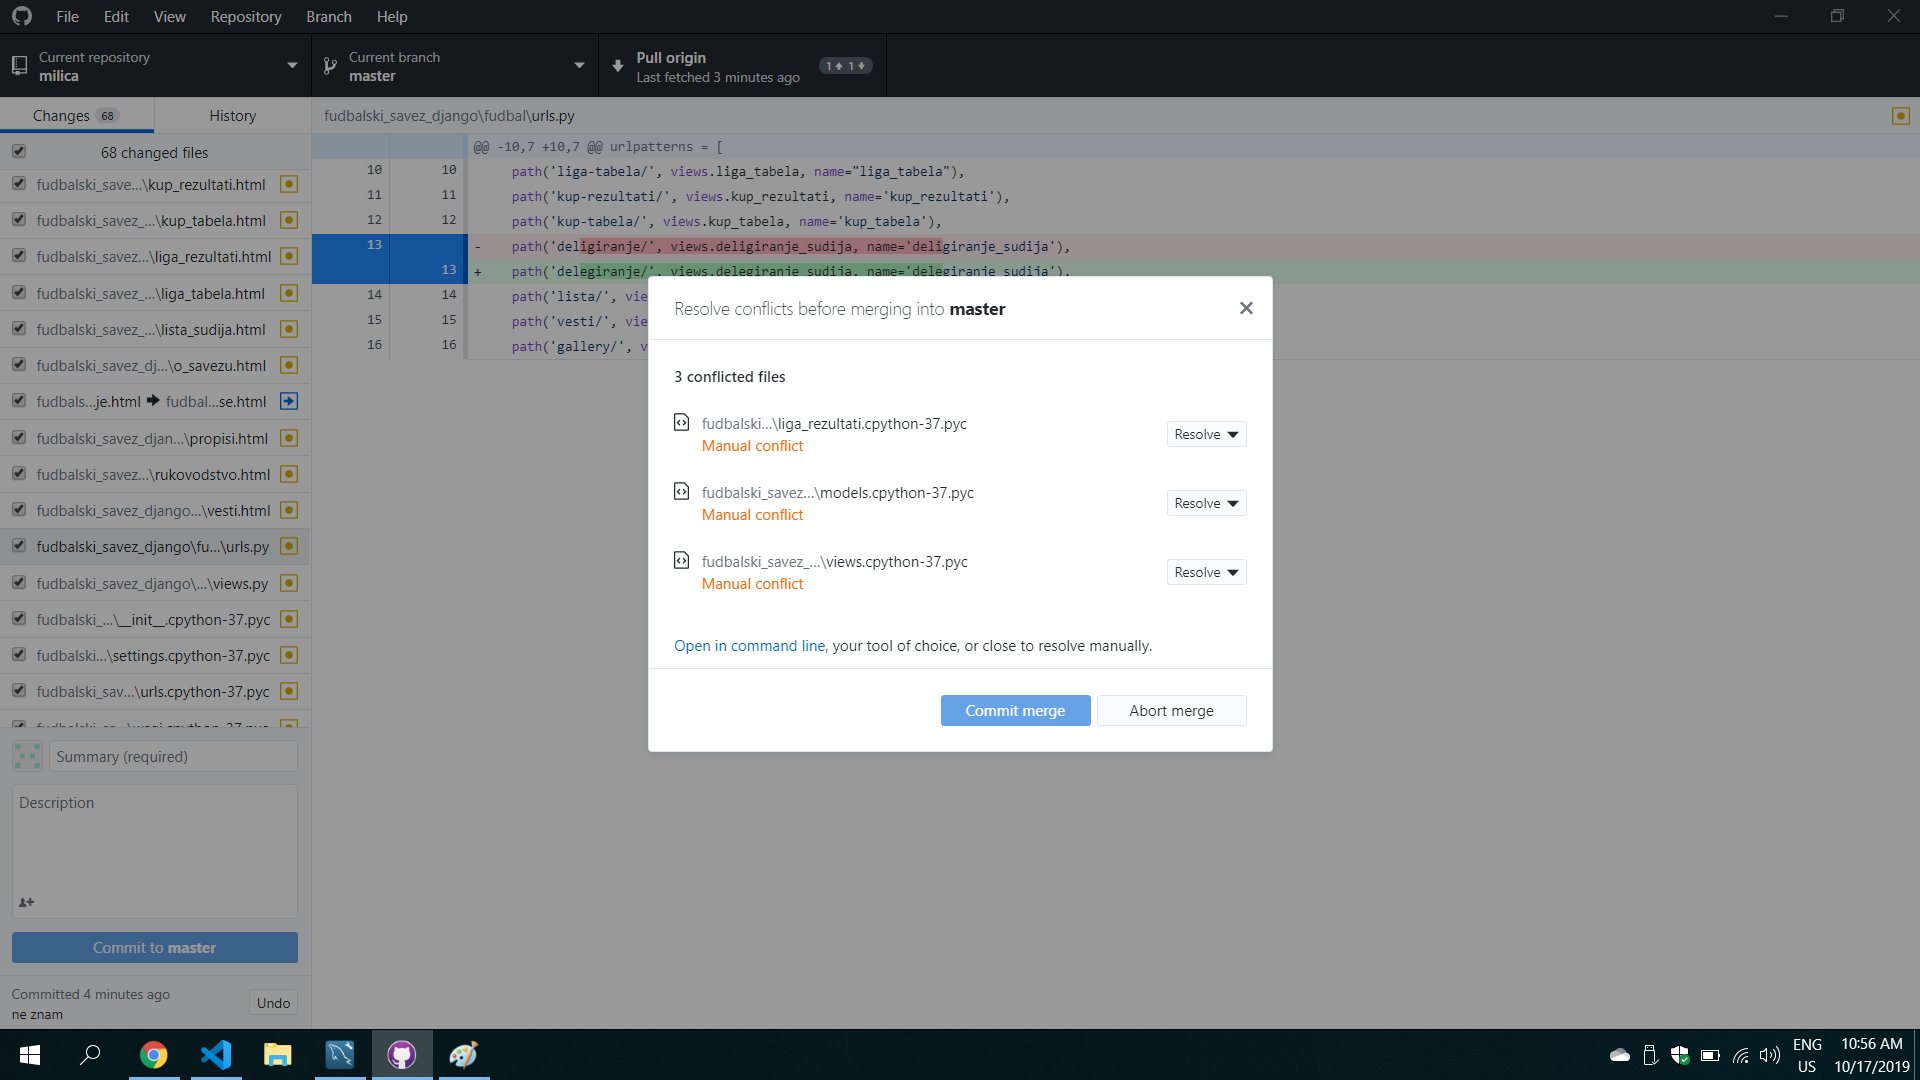 File Edit View Repository Branch Help
Current repository
milica
Current branch
master
Pull origin
Last fetched 3 minutes ago
1 1
Changes 68
History
68 changed files
fudbalski_save...\kup_rezultati.html
fudbalski_savez_...\kup_tabela.html
fudbalski_savez...\liga_rezultati.html
fudbalski_savez_...\liga_tabela.html
fudbalski_savez_...\lista_sudija.html
fudbalski_savez_dj...\o_savezu.html
fudbals...je.html fudbal...se.html
fudbalski_savez_djan...\propisi.html
fudbalski_savez...\rukovodstvo.html
fudbalski_savez_django...\vesti.html
fudbalski_savez_django\fu...\urls.py
fudbalski_savez_django\...\views.py
fudbalski_...\__init__.cpython-37.pyc
fudbalski...\settings.cpython-37.pyc
fudbalski_sav...\urls.cpython-37.pyc
Summary (required)
Description
Commit to master
Committed 4 minutes ago
ne znam
Undo
fudbalski_savez_django\fudbal\urls.py
@@ -10,7 +10,7 @@ urlpatterns = [
10 10 path('liga-tabela/', views.liga_tabela, name="liga_tabela"),
11 11 path('kup-rezultati/', views.kup_rezultati, name='kup_rezultati'),
12 12 path('kup-tabela/', views.kup_tabela, name='kup_tabela'),
13 - path('deligiranje/', views.deligiranje_sudija, name='deligiranje_sudija'),
13 + path('delegiranje/', views.delegiranje_sudija, name='delegiranje_sudija'),
14 14 path('lista/', vie
15 15 path('vesti/', vie
16 16 path('gallery/', v
Resolve conflicts before merging into master
3 conflicted files
fudbalski...\liga_rezultati.cpython-37.pyc
Manual conflict
Resolve
fudbalski_savez...\models.cpython-37.pyc
Manual conflict
Resolve
fudbalski_savez_...\views.cpython-37.pyc
Manual conflict
Resolve
Open in command line, your tool of choice, or close to resolve manually.
Commit merge
Abort merge
ENG
US
10:56 AM
10/17/2019